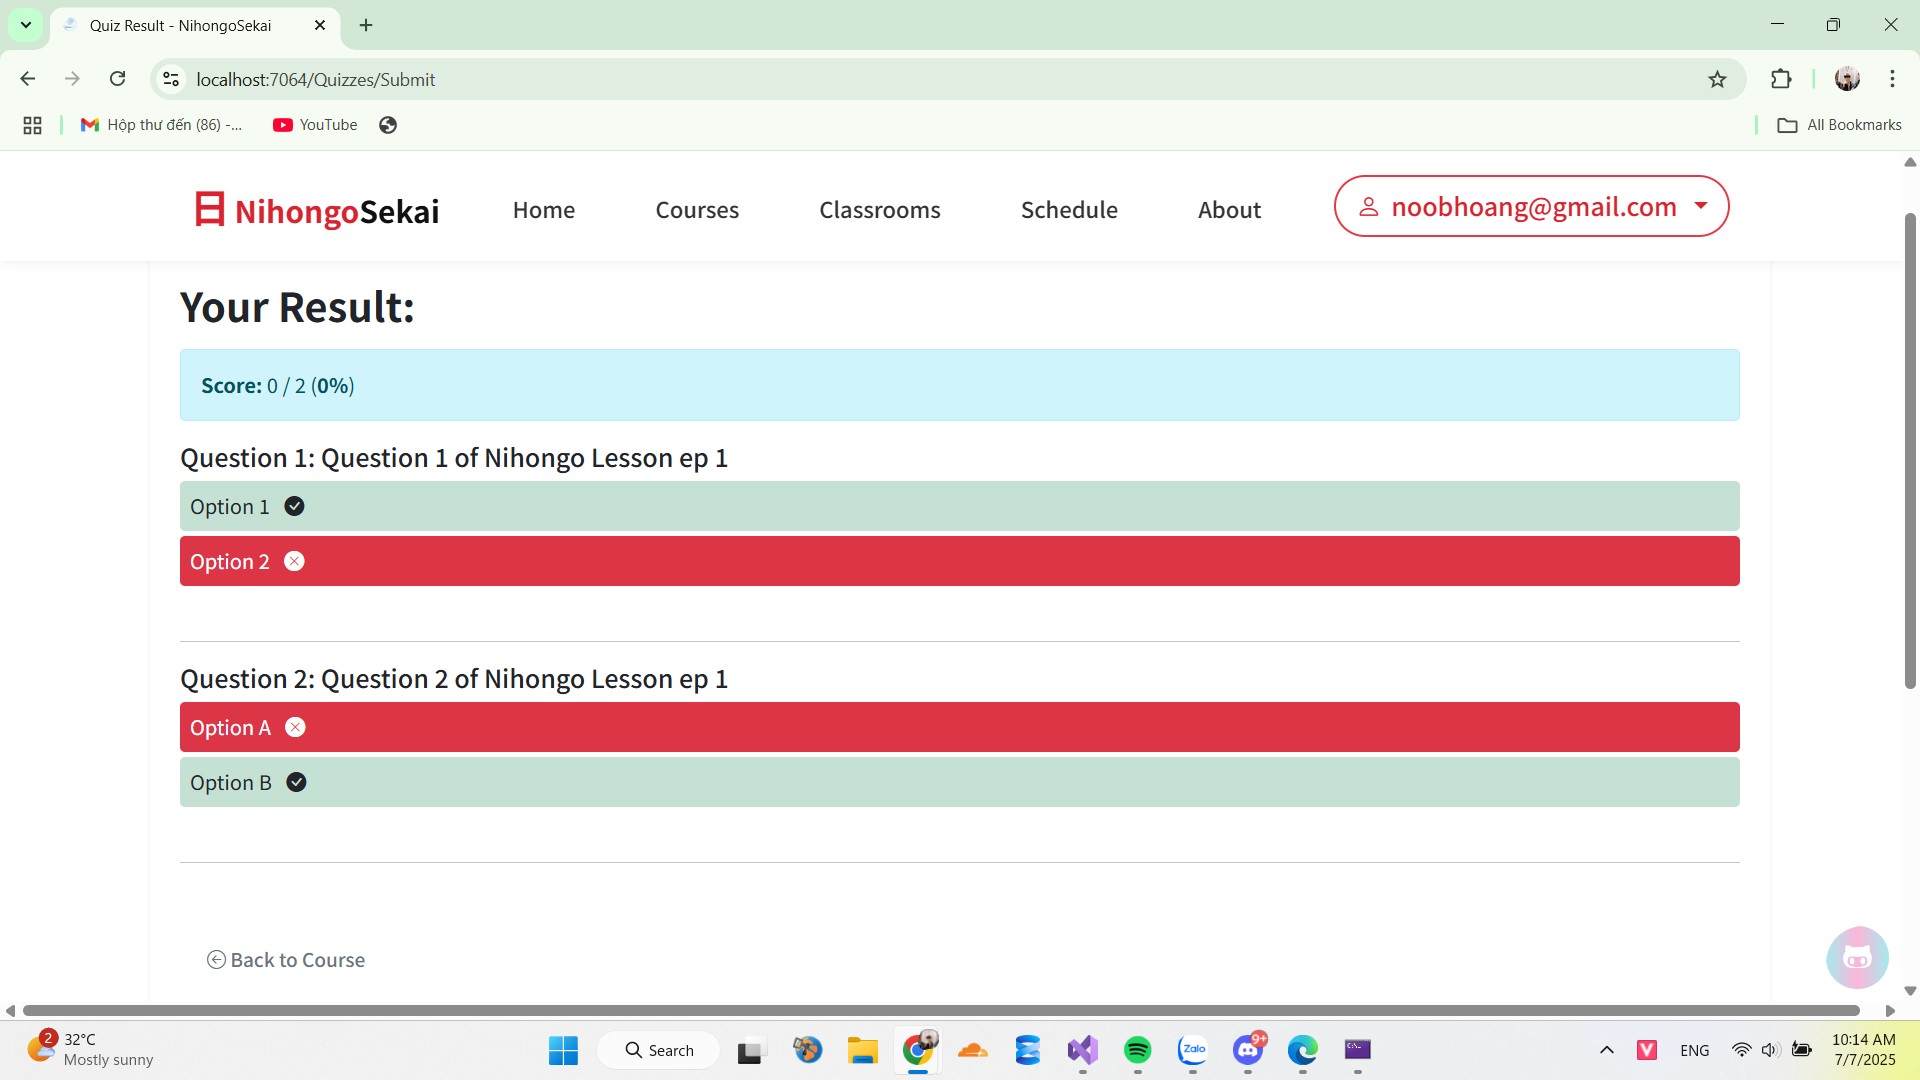 Quiz Result - NihongoSekai
localhost:7064/Quizzes/Submit
Hộp thư đến (86) -...
YouTube
All Bookmarks
日 NihongoSekai
Home
Courses
Classrooms
Schedule
About
noobhoang@gmail.com
Your Result:
Score: 0 / 2 (0%)
Question 1: Question 1 of Nihongo Lesson ep 1
Option 1
Option 2
Question 2: Question 2 of Nihongo Lesson ep 1
Option A
Option B
Back to Course
2
32°C
Mostly sunny
Search
Zalo
9+
V
ENG
10:14 AM
7/7/2025